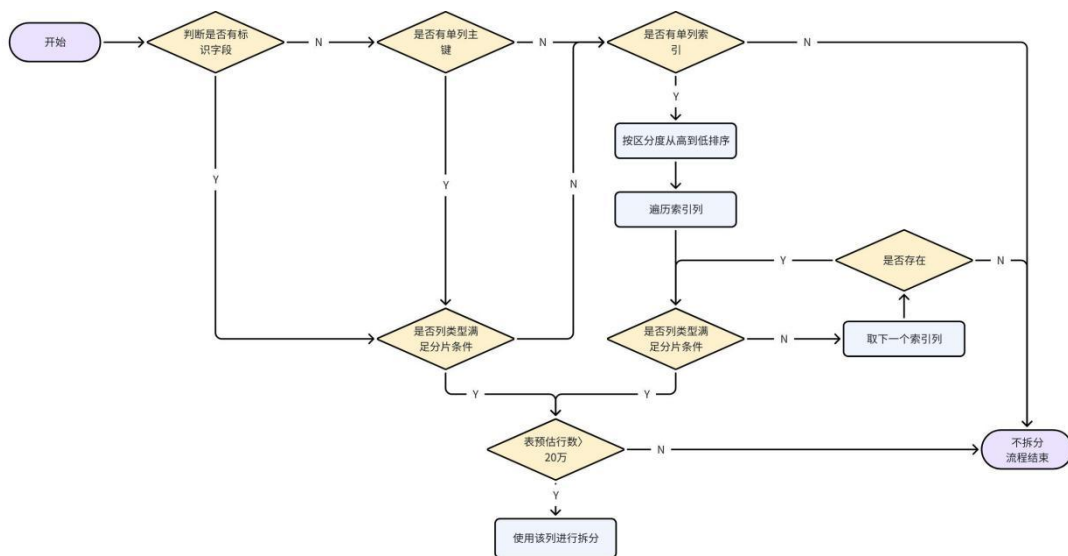 开始
判断是否有标
识字段
N
是否有单列主
键
N
是否有单列索
引
N
Y
按区分度从高到低排序
Y
Y
N
遍历索引列
Y
是否存在
N
是否列类型满
足分片条件
是否列类型满
足分片条件
N
取下一个索引列
Y
Y
表预估行数〉
20万
N
不拆分
流程结束
Y
使用该列进行拆分